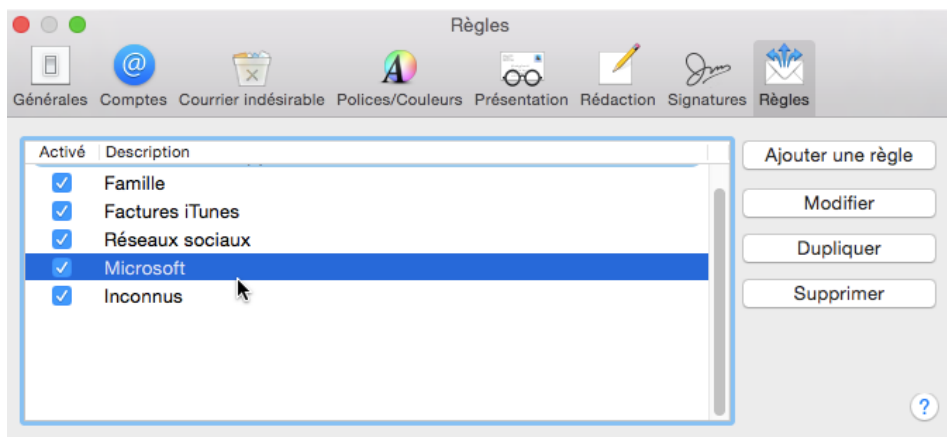 Règles
Générales Comptes Courrier indésirable Polices/Couleurs Présentation Rédaction Signatures Règles
Activé Description
Famille
Factures iTunes
Réseaux sociaux
Microsoft
Inconnus
Ajouter une règle
Modifier
Dupliquer
Supprimer
?